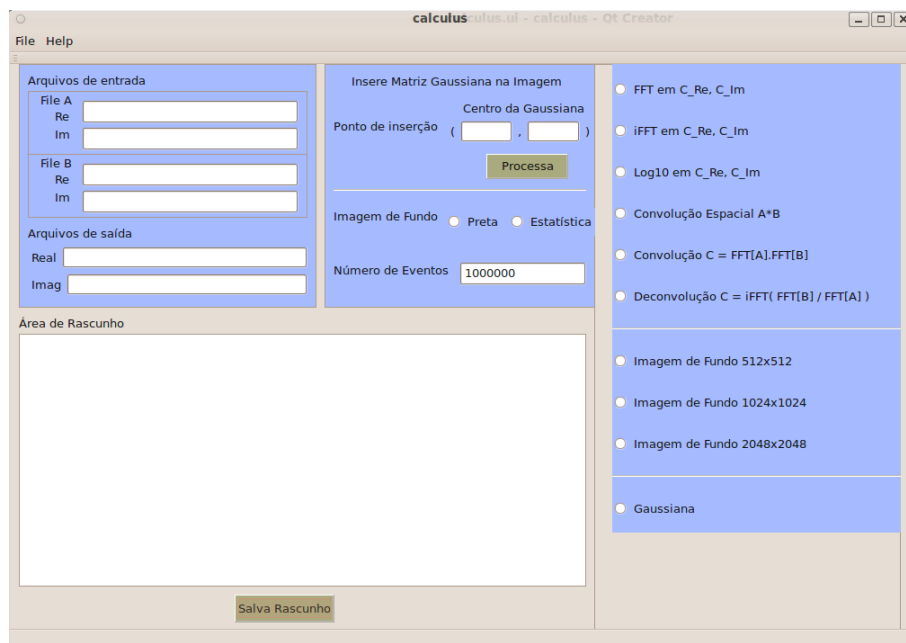 calculusculus.ui - calculus - Qt Creator
File Help
Arquivos de entrada
File A
Re
Im
File B
Re
Im
Arquivos de saída
Real
Imag
Insere Matriz Gaussiana na Imagem
Centro da Gaussiana
Ponto de inserção ( , )
Processa
Imagem de Fundo Preta Estatística
Número de Eventos 1000000
FFT em C_Re, C_Im
iFFT em C_Re, C_Im
Log10 em C_Re, C_Im
Convolução Espacial A*B
Convolução C = FFT[A].FFT[B]
Deconvolução C = iFFT( FFT[B] / FFT[A] )
Imagem de Fundo 512x512
Imagem de Fundo 1024x1024
Imagem de Fundo 2048x2048
Gaussiana
Área de Rascunho
Salva Rascunho